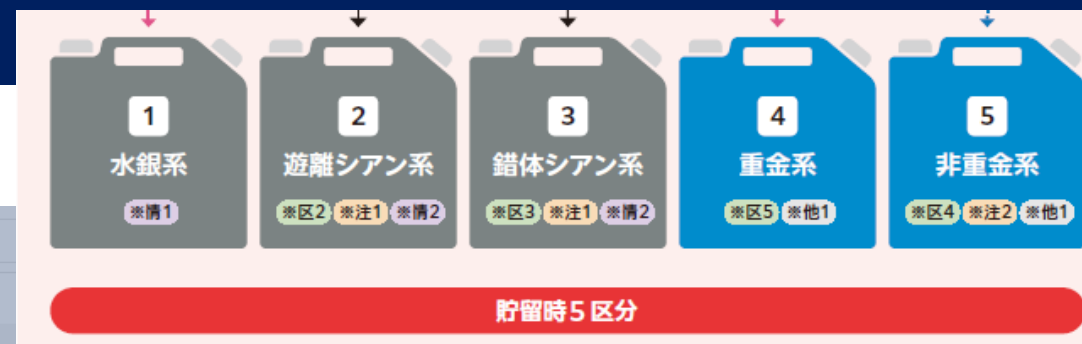 1
水銀系
※情1
2
遊離シアン系
※区2 ※注1 ※情2
3
錯体シアン系
※区3 ※注1 ※情2
4
重金系
※区5 ※他1
5
非重金系
※区4 ※注2 ※他1
貯留時5区分